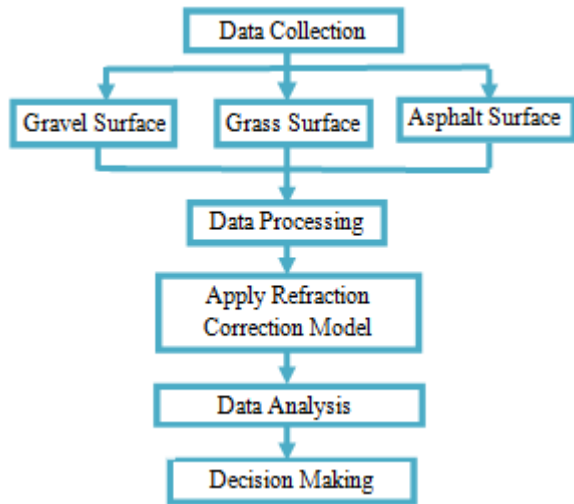 Data Collection
Gravel Surface
Grass Surface
Asphalt Surface
Data Processing
Apply Refraction
Correction Model
Data Analysis
Decision Making